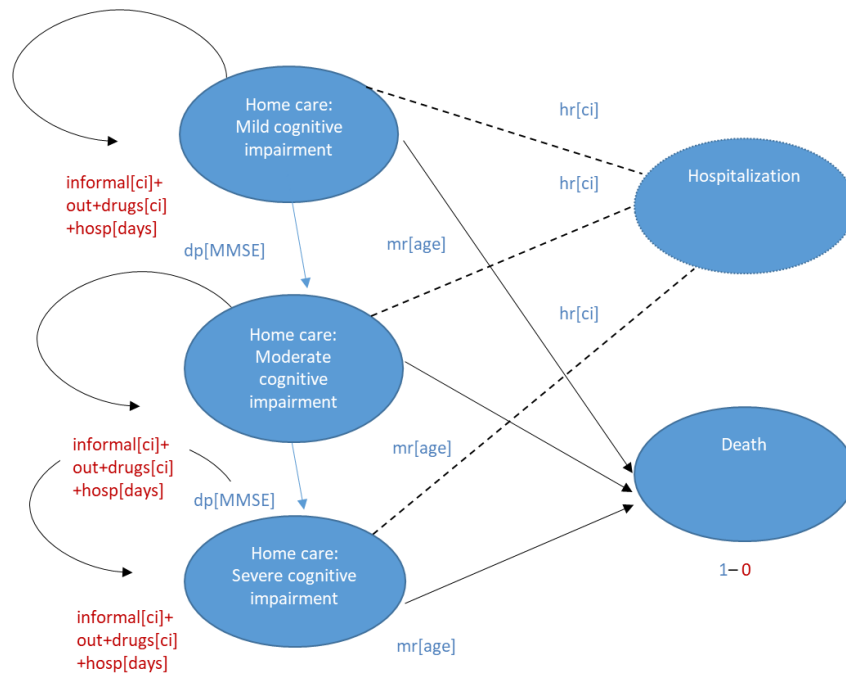 Home care:
Mild cognitive
impairment
hr[ci]
Hospitalization
hr[ci]
informal[ci]+
out+drugs[ci]
+hosp[days]
dp[MMSE]
mr[age]
hr[ci]
Home care:
Moderate
cognitive
impairment
Death
informal[ci]+
out+drugs[ci]
+hosp[days]
mr[age]
dp[MMSE]
Home care:
Severe cognitive
impairment
1–0
informal[ci]+
out+drugs[ci]
+hosp[days]
mr[age]